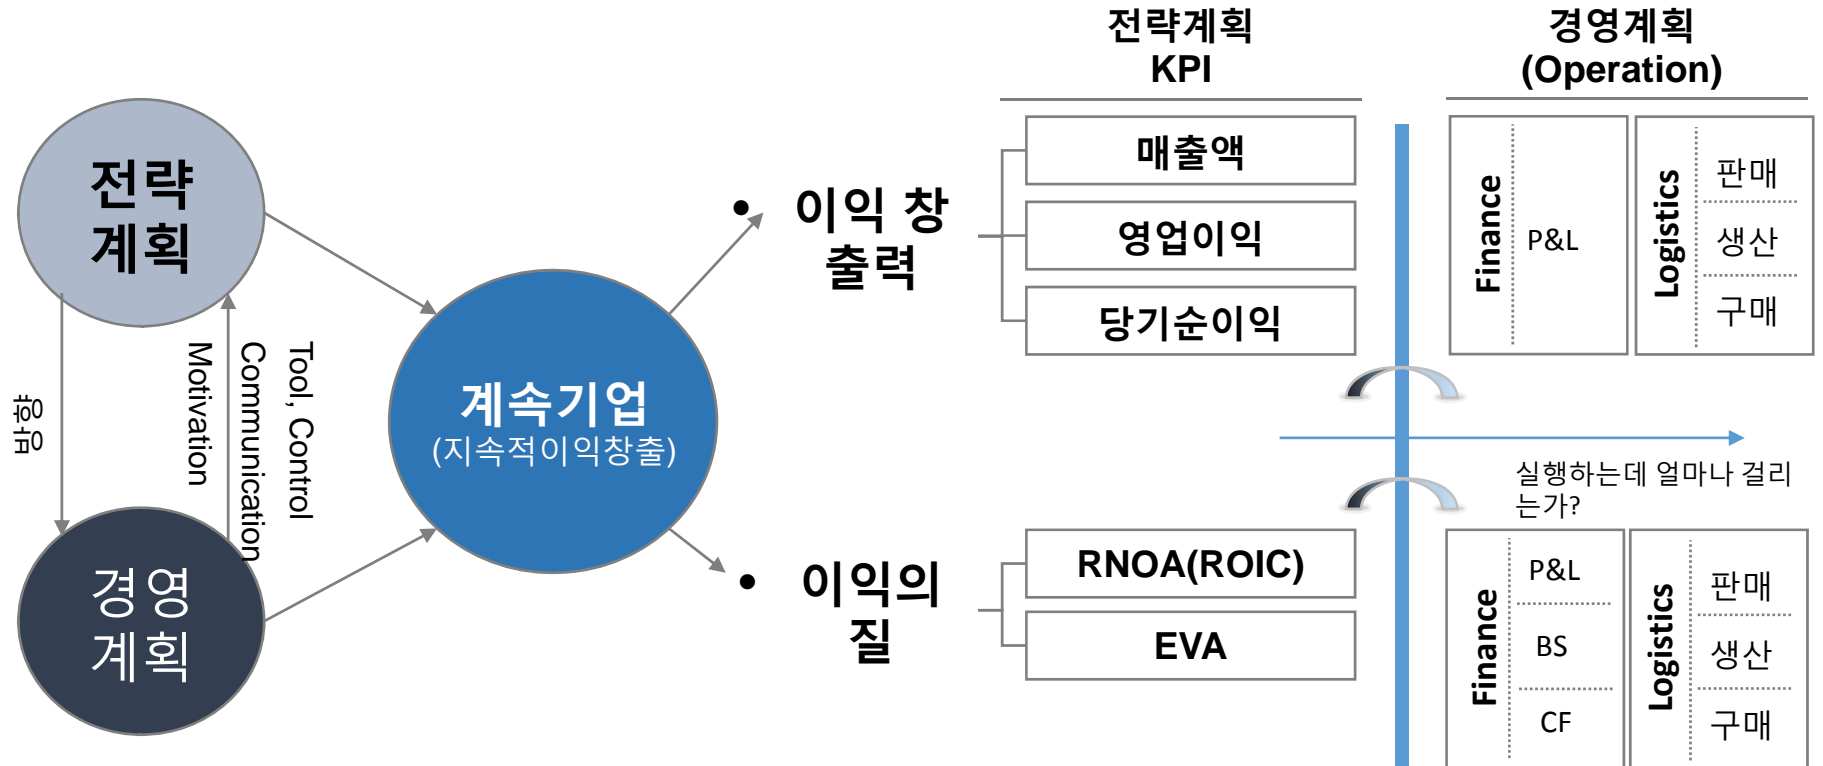 전략
계획
흥망
Tool, Control
Communication
Motivation
경영
계획
계속기업
(지속적이익창출)
• 이익 창
출력
• 이익의
질
전략계획
KPI
매출액
영업이익
당기순이익
RNOA(ROIC)
EVA
경영계획
(Operation)
Finance
P&L
Logistics
판매
생산
구매
실행하는데 얼마나 걸리
는가?
Finance
P&L
BS
CF
Logistics
판매
생산
구매